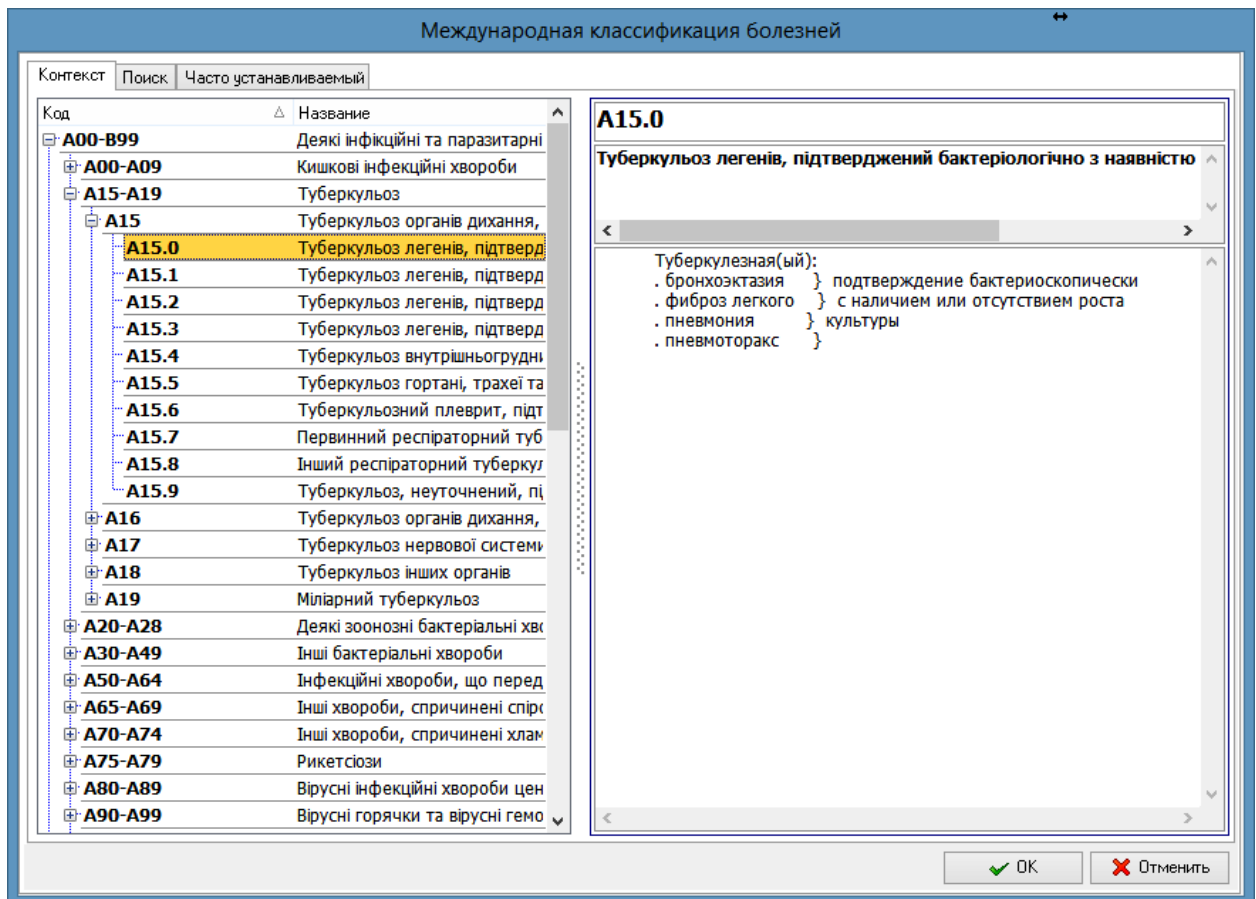 Международная классификация болезней
Контекст Поиск Часто устанавливаемый
Код Название
A00-B99 Деякі інфікційні та паразитарні
A00-A09 Кишкові інфекційні хвороби
A15-A19 Туберкульоз
A15 Туберкульоз органів дихання,
A15.0 Туберкульоз легенів, підтверд
A15.1 Туберкульоз легенів, підтверд
A15.2 Туберкульоз легенів, підтверд
A15.3 Туберкульоз легенів, підтверд
A15.4 Туберкульоз внутрішньогрудни
A15.5 Туберкульоз гортані, трахеї та
A15.6 Туберкульозний плеврит, підт
A15.7 Первинний респіраторний туб
A15.8 Інший респіраторний туберкул
A15.9 Туберкульоз, неуточнений, пі
A16 Туберкульоз органів дихання,
A17 Туберкульоз нервової системи
A18 Туберкульоз інших органів
A19 Міліарний туберкульоз
A20-A28 Деякі зоонозні бактеріальні хво
A30-A49 Інші бактеріальні хвороби
A50-A64 Інфекційні хвороби, що перед
A65-A69 Інші хвороби, спричинені спіро
A70-A74 Інші хвороби, спричинені хлам
A75-A79 Рикетсіози
A80-A89 Вірусні інфекційні хвороби цен
A90-A99 Вірусні горячки та вірусні гемо
A15.0
Туберкульоз легенів, підтверджений бактеріологічно з наявністю
Туберкулезная(ый):
. бронхоэктазия } подтверждение бактериоскопически
. фиброз легкого } с наличием или отсутствием роста
. пневмония } культуры
. пневмоторакс }
OK Отменить